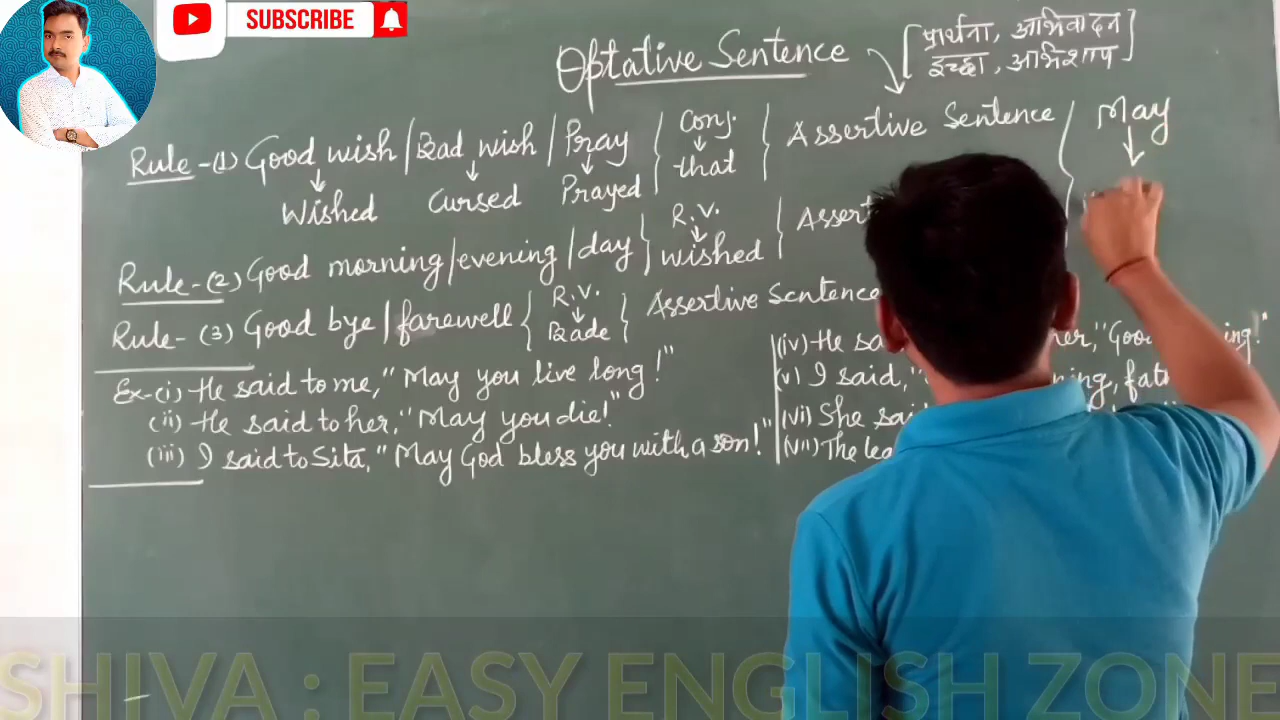 SUBSCRIBE
Optative Sentence [प्रार्थना, अभिवादन
इच्छा, अभिशाप]
Rule-(1) Good wish / Bad wish / Pray { Conj. } Assertive Sentence / May
Wished Cursed Prayed that
Rule-(2) Good morning/evening/day } R.V.
wished
Rule-(3) Good bye/farewell { R.V. } Assertive Sentence
Bade
Ex-(i) He said to me, "May you live long!"
(ii) He said to her, "May you die!"
(iii) I said to Sita, "May God bless you with a son!"
(iv) He
(v) I said, "
(vi) She
(vii) The
SHIVA : EASY ENGLISH ZONE